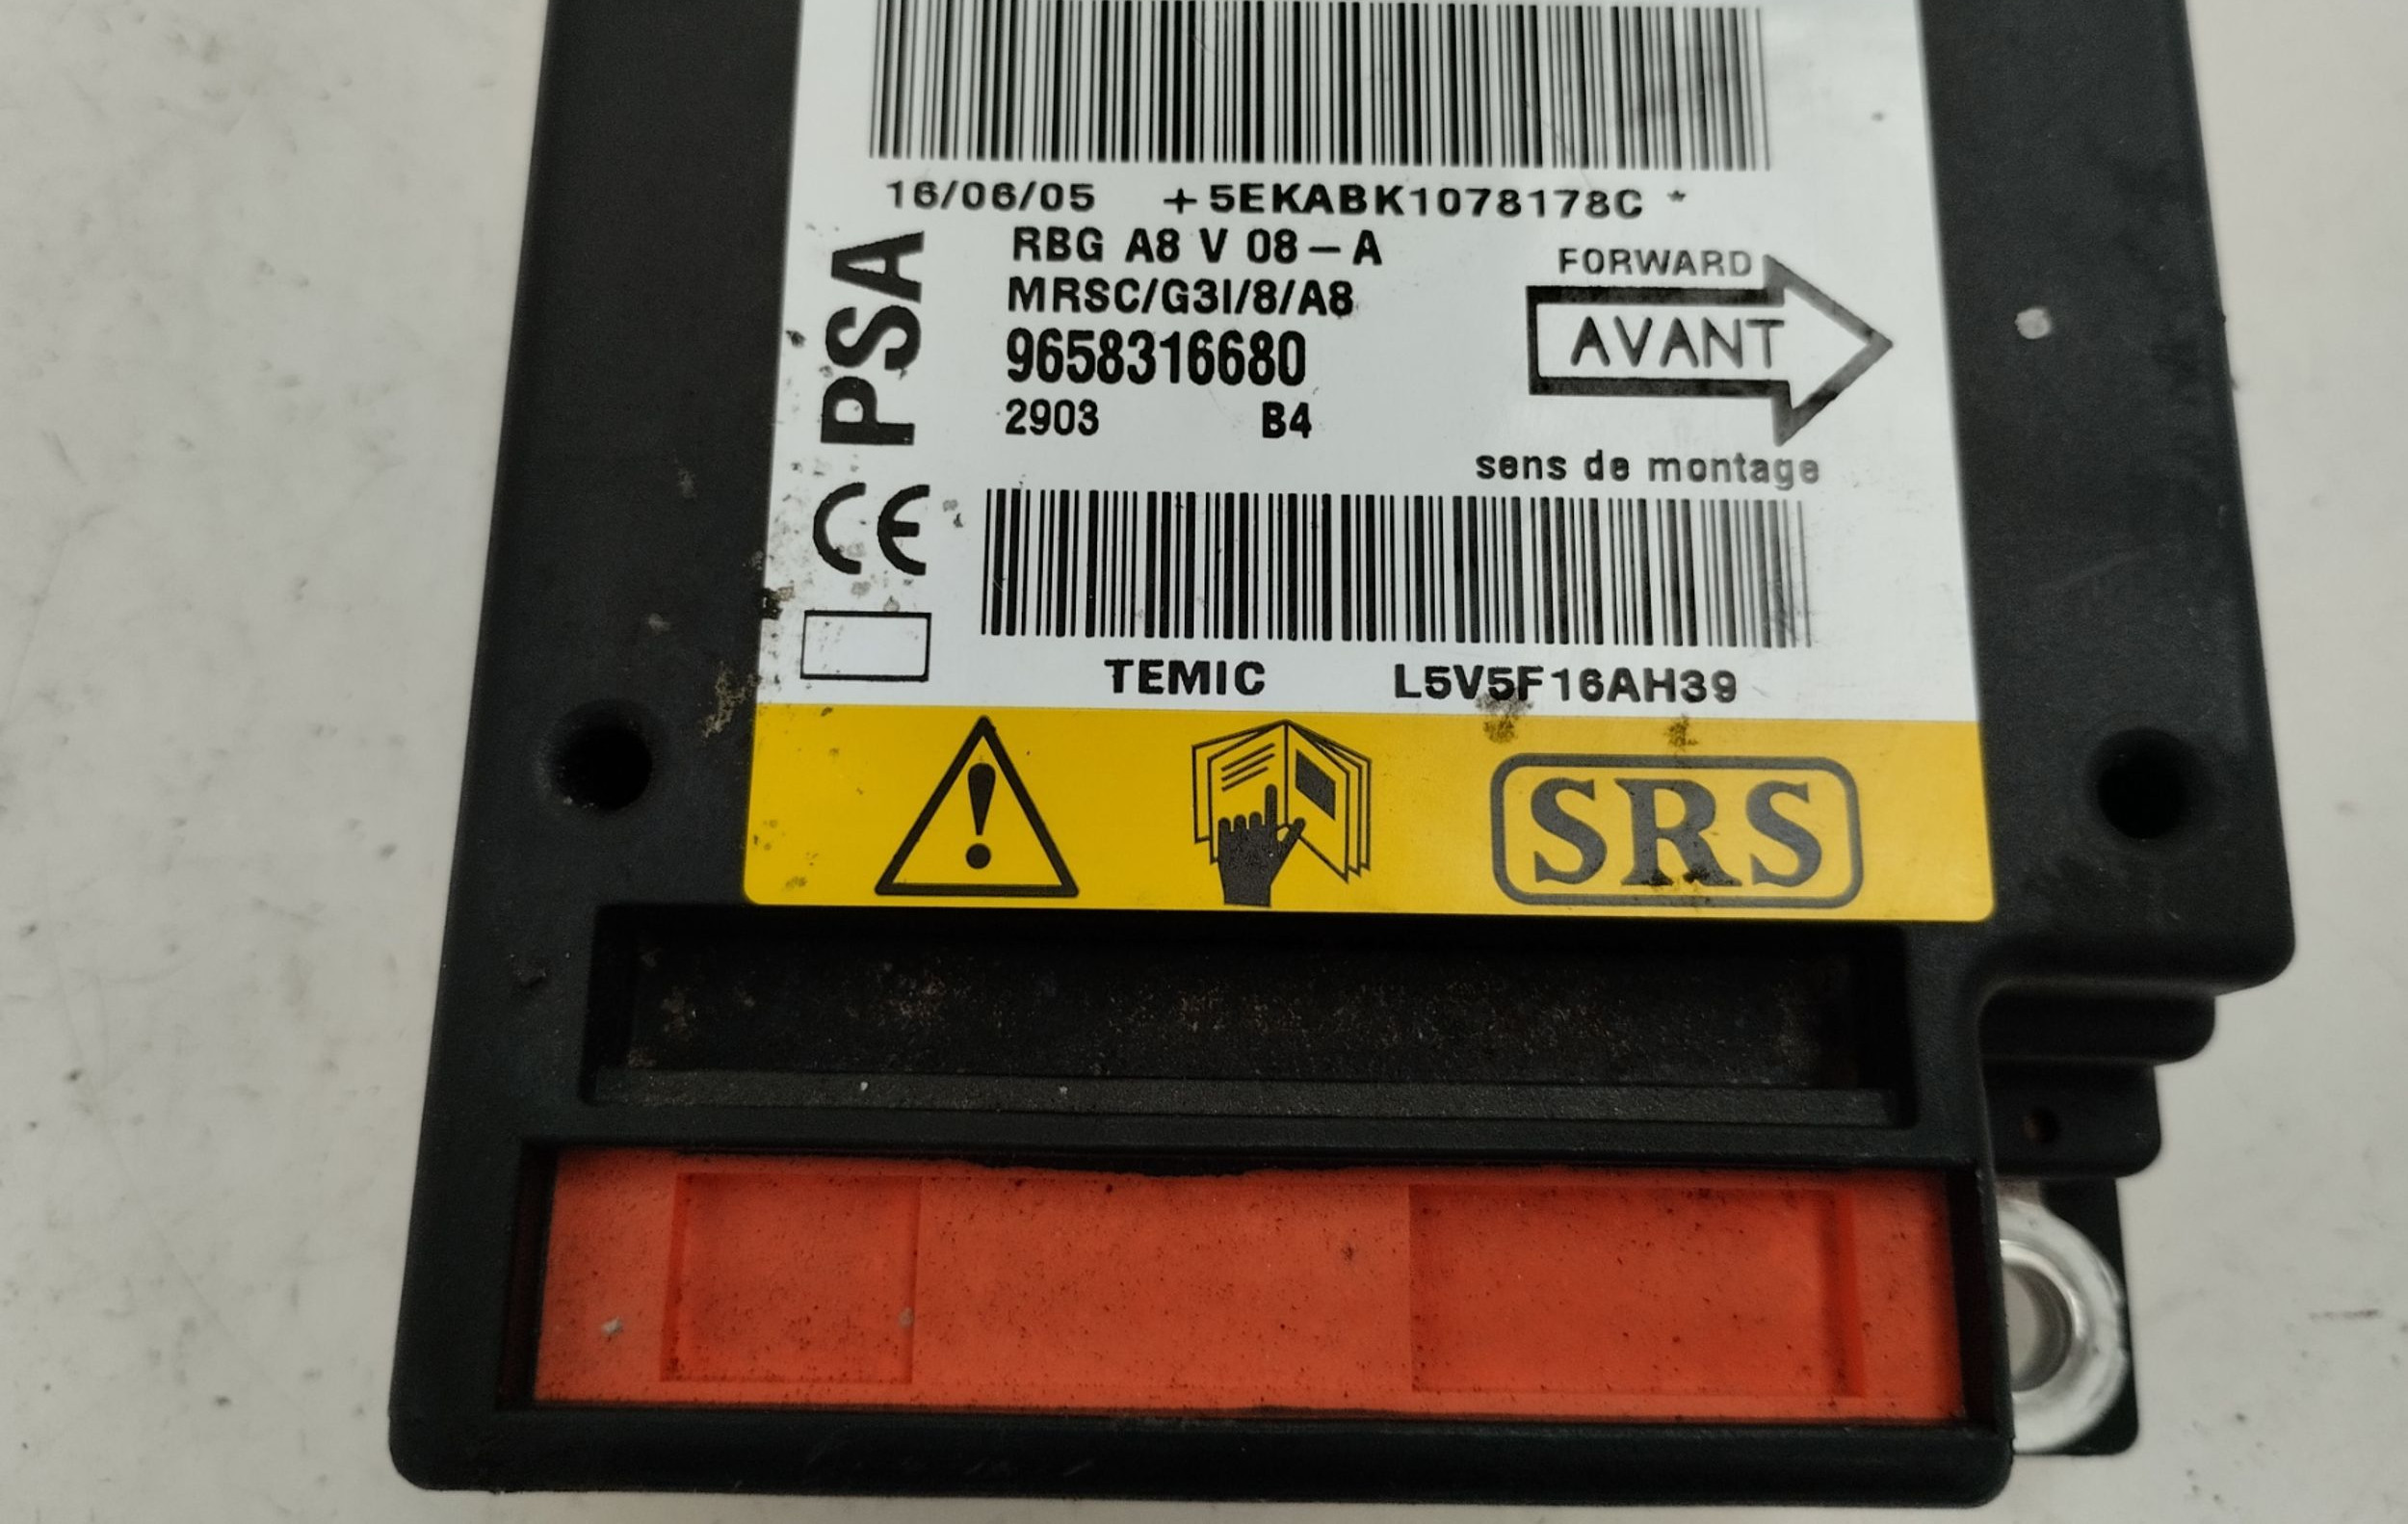 16/06/05 +5EKABK1078178C *
PSA
RBG A8 V 08-A
MRSC/G3I/8/A8
9658316680
2903 B4
FORWARD
AVANT
sens de montage
CE
TEMIC L5V5F16AH39
SRS